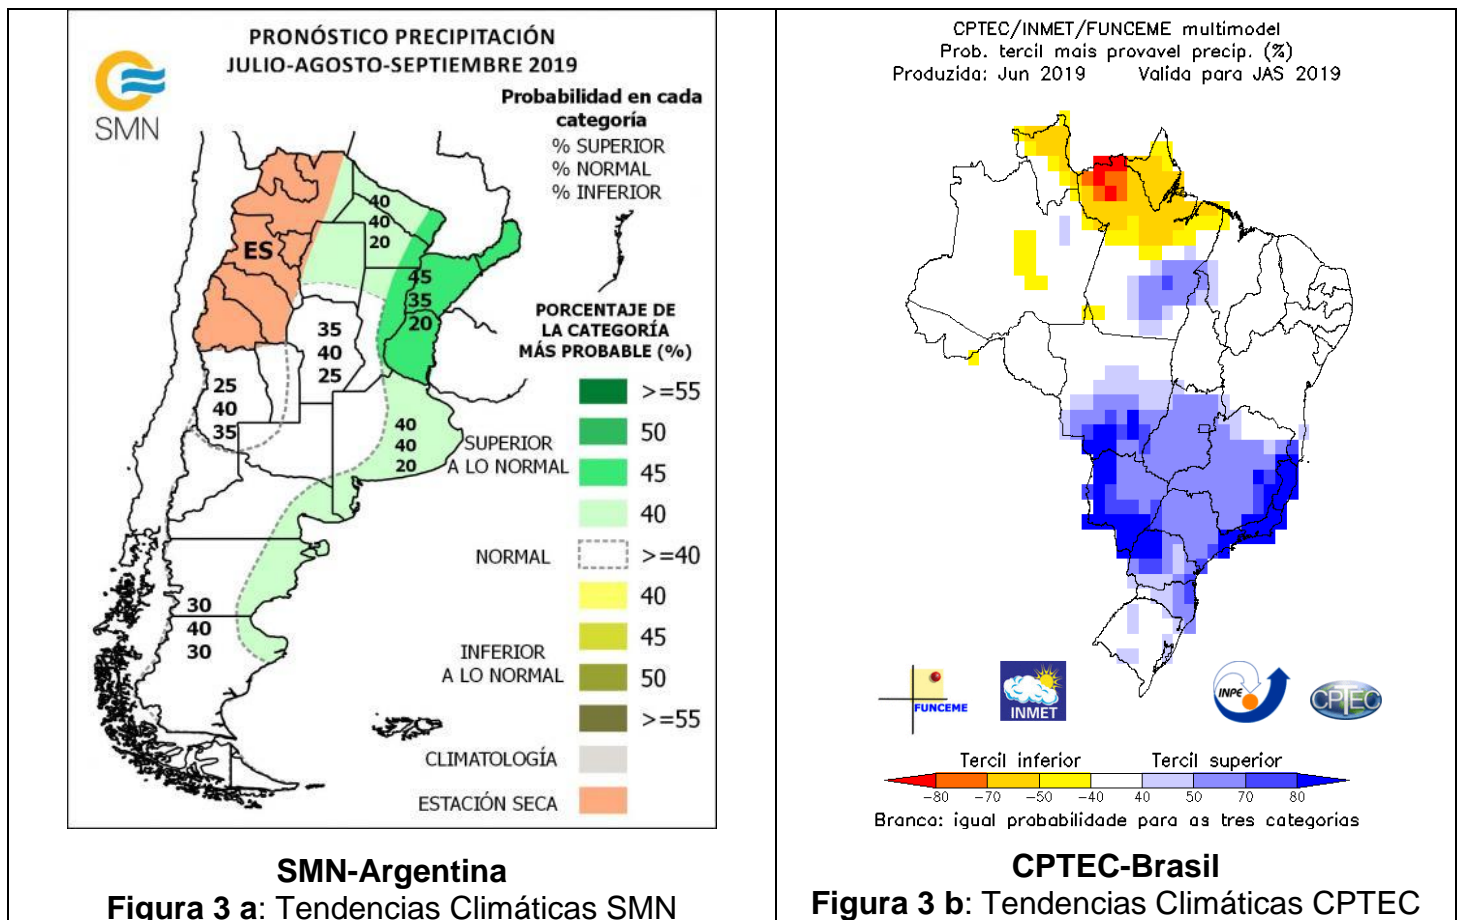 PRONÓSTICO PRECIPITACIÓN
JULIO-AGOSTO-SEPTIEMBRE 2019
SMN
Probabilidad en cada
categoría
% SUPERIOR
% NORMAL
% INFERIOR
40
40
20
ES
45
35
20
35
40
25
25
40
35
40
40
20
30
40
30
PORCENTAJE DE
LA CATEGORÍA
MÁS PROBABLE (%)
>=55
50
SUPERIOR
A LO NORMAL
45
40
NORMAL
>=40
40
45
INFERIOR
A LO NORMAL
50
>=55
CLIMATOLOGÍA
ESTACIÓN SECA
SMN-Argentina
Figura 3 a: Tendencias Climáticas SMN
CPTEC/INMET/FUNCEME multimodel
Prob. tercil mais provavel precip. (%)
Produzida: Jun 2019 Valida para JAS 2019
FUNCEME
INMET
INPE
CPTEC
Tercil inferior Tercil superior
-80 -70 -50 -40 40 50 70 80
Branco: igual probabilidade para as tres categorias
CPTEC-Brasil
Figura 3 b: Tendencias Climáticas CPTEC